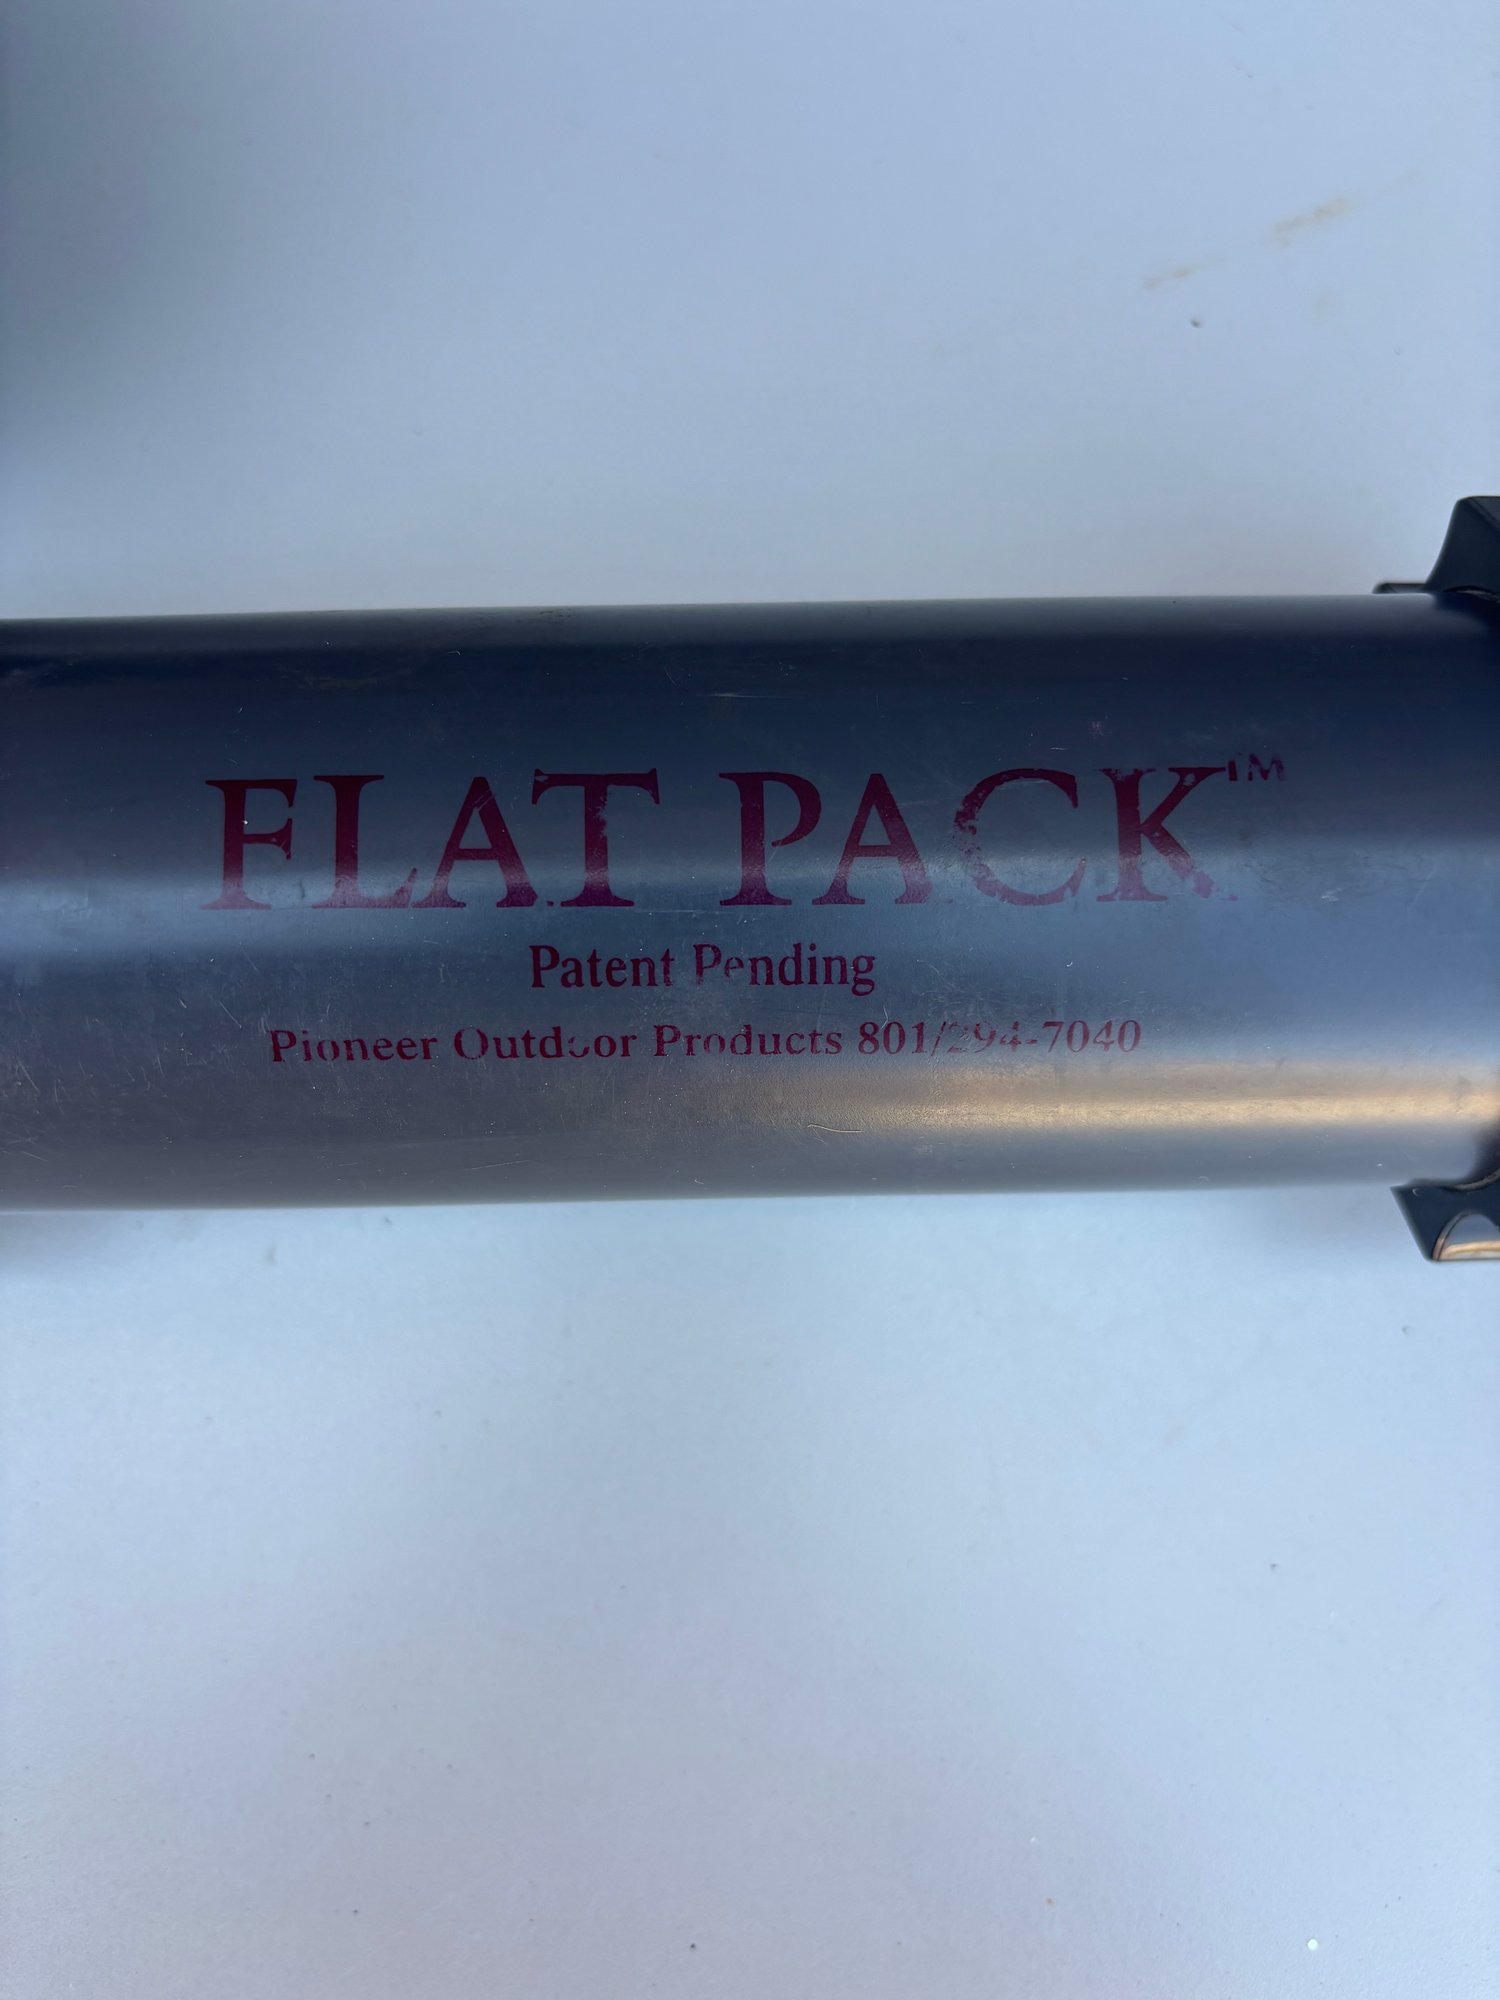 FLAT PACK™
Patent Pending
Pioneer Outdoor Products 801/294-7040